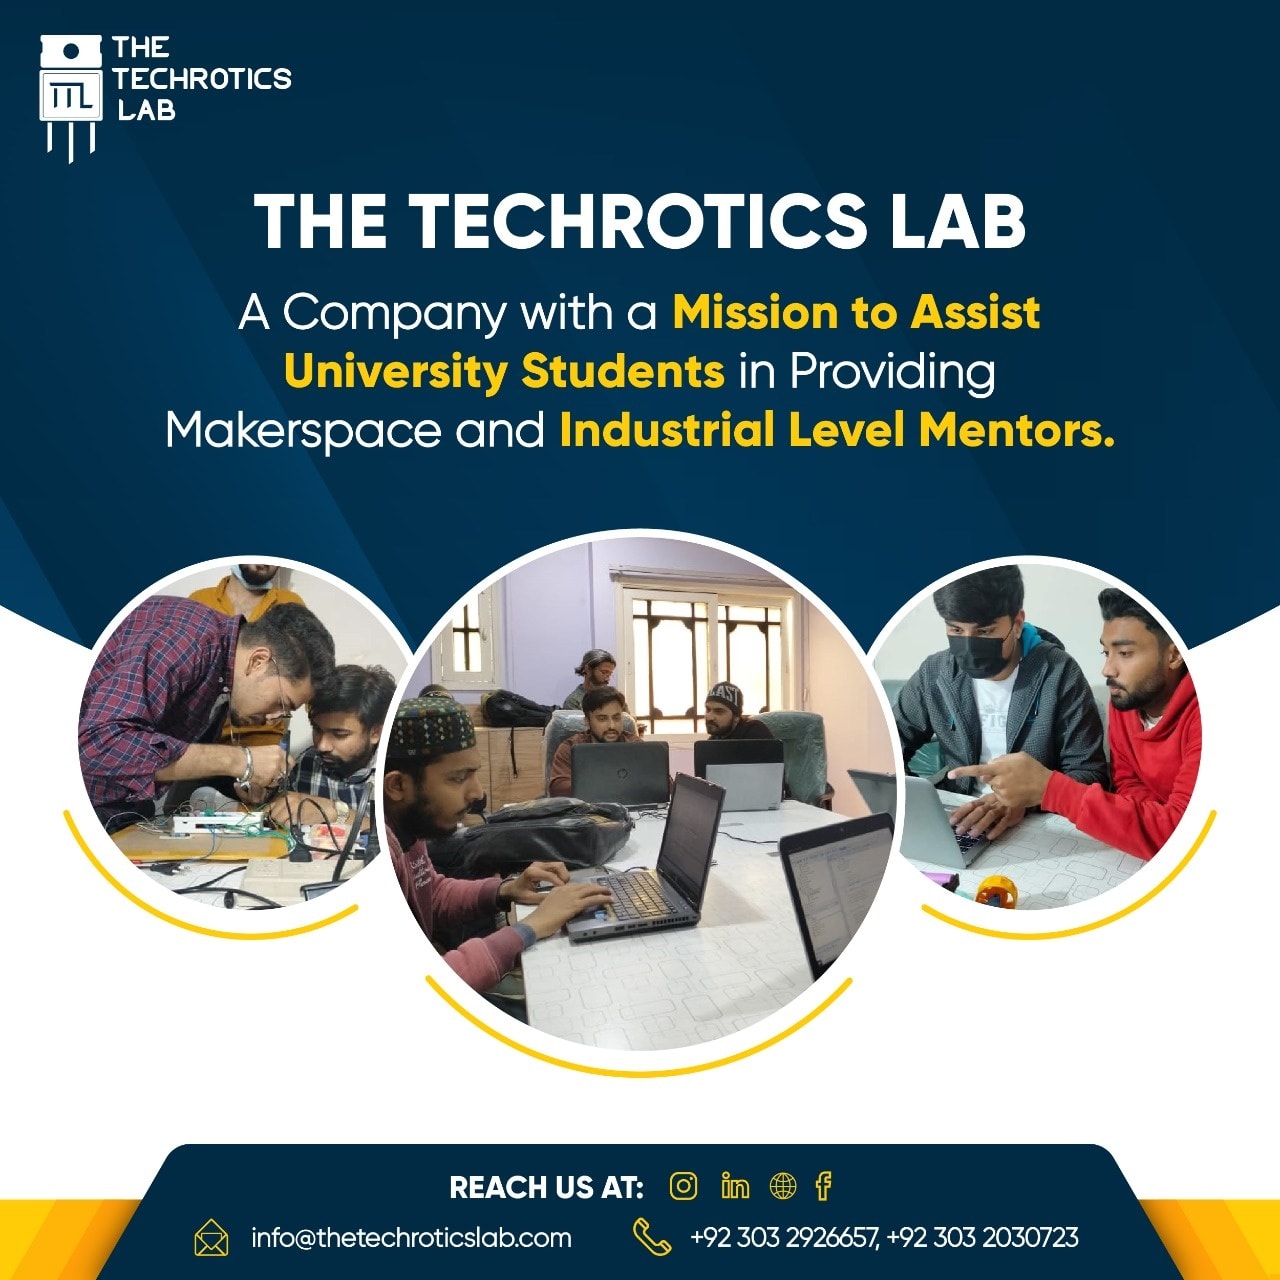 THE
TECHROTICS
LAB
TTL
THE TECHROTICS LAB
A Company with a Mission to Assist
University Students in Providing
Makerspace and Industrial Level Mentors.
REACH US AT:
info@thetechroticslab.com
+92 303 2926657, +92 303 2030723